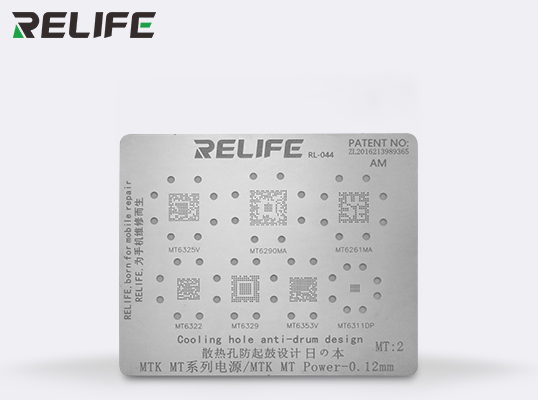 RELIFE
RELIFE RL-044
PATENT NO:
ZL2016213989365
AM
RELIFE,born for mobile repair
RELIFE,为手机维修而生
MT6325V
MT6290MA
MT6261MA
MT6322
MT6329
MT6353V
MT6311DP
Cooling hole anti-drum design
散热孔防起鼓设计日の本
MT:2
MTK MT系列电源/MTK MT Power-0.12mm